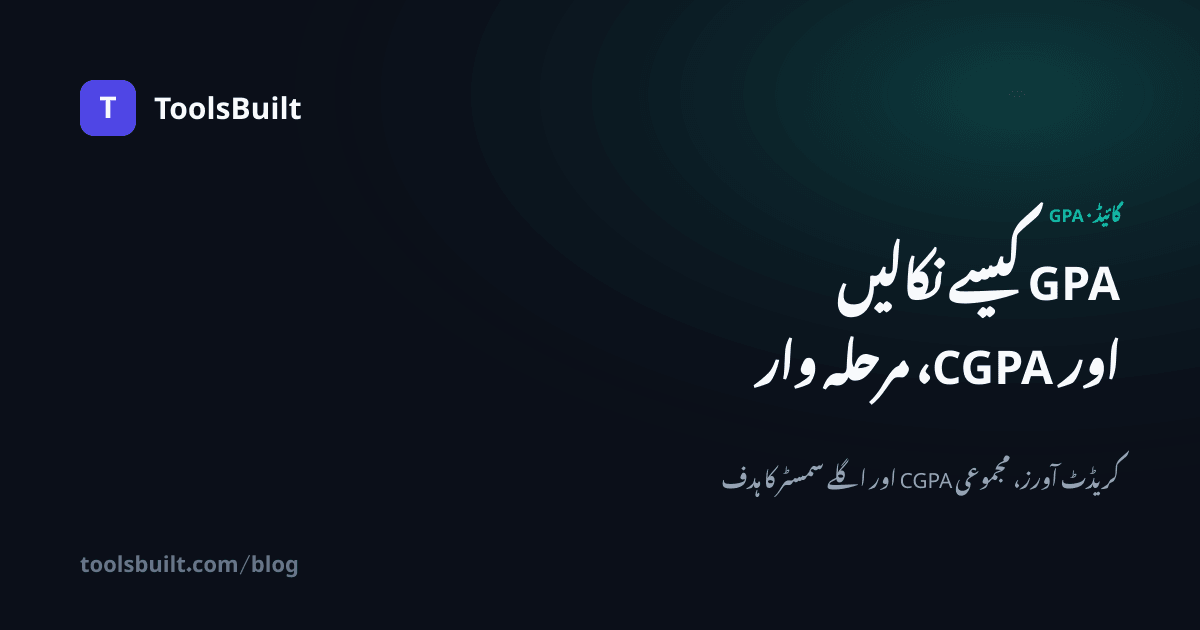 T ToolsBuilt
گائیڈ · GPA
GPA کیسے نکالیں
اور CGPA، مرحلہ وار
کریڈٹ آورز، مجموعی CGPA اور اگلے سمسٹر کا ہدف
toolsbuilt.com/blog